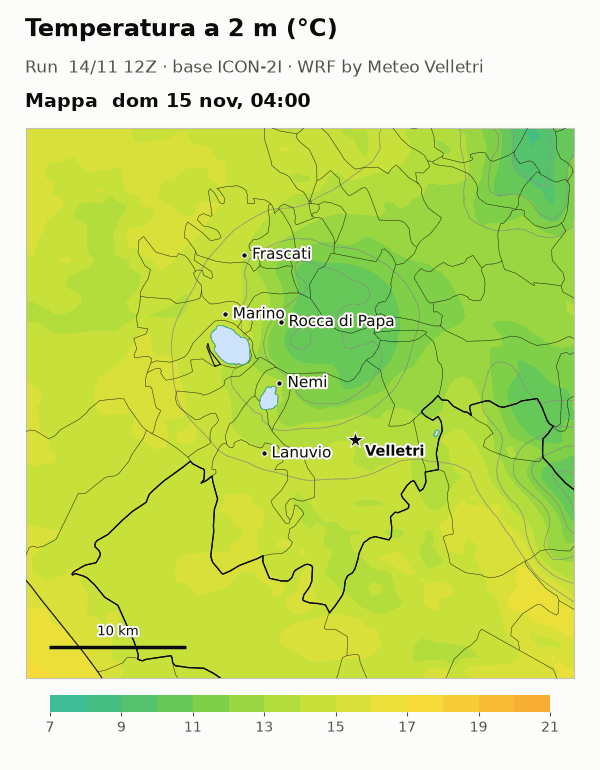 Temperatura a 2 m (°C)
Run  14/11 12Z · base ICON-2I · WRF by Meteo Velletri
Mappa  dom 15 nov, 04:00
Frascati
Marino
Rocca di Papa
Nemi
Velletri
Lanuvio
10 km
7 9 11 13 15 17 19 21